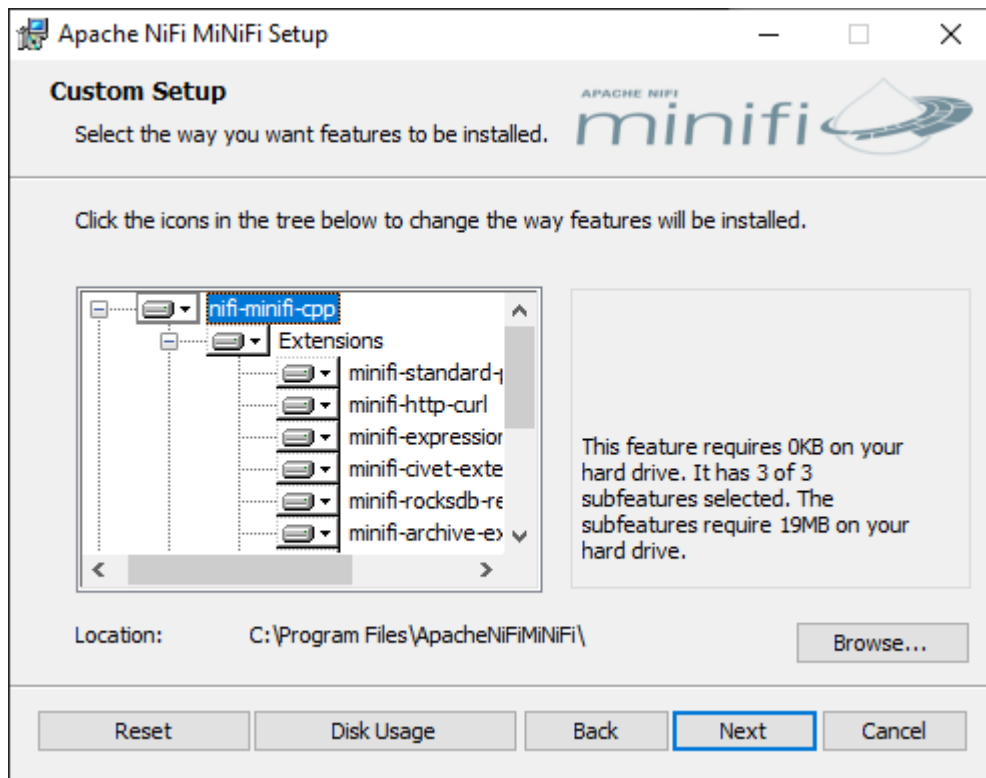 Apache NiFi MiNiFi Setup
Custom Setup
Select the way you want features to be installed.
APACHE NIFI
minifi
Click the icons in the tree below to change the way features will be installed.
nifi-minifi-cpp
Extensions
minifi-standard-
minifi-http-curl
minifi-expression
minifi-civet-exte
minifi-rocksdb-re
minifi-archive-ex
This feature requires 0KB on your
hard drive. It has 3 of 3
subfeatures selected. The
subfeatures require 19MB on your
hard drive.
Location: C:\Program Files\ApacheNiFiMiNiFi\
Browse...
Reset Disk Usage Back Next Cancel